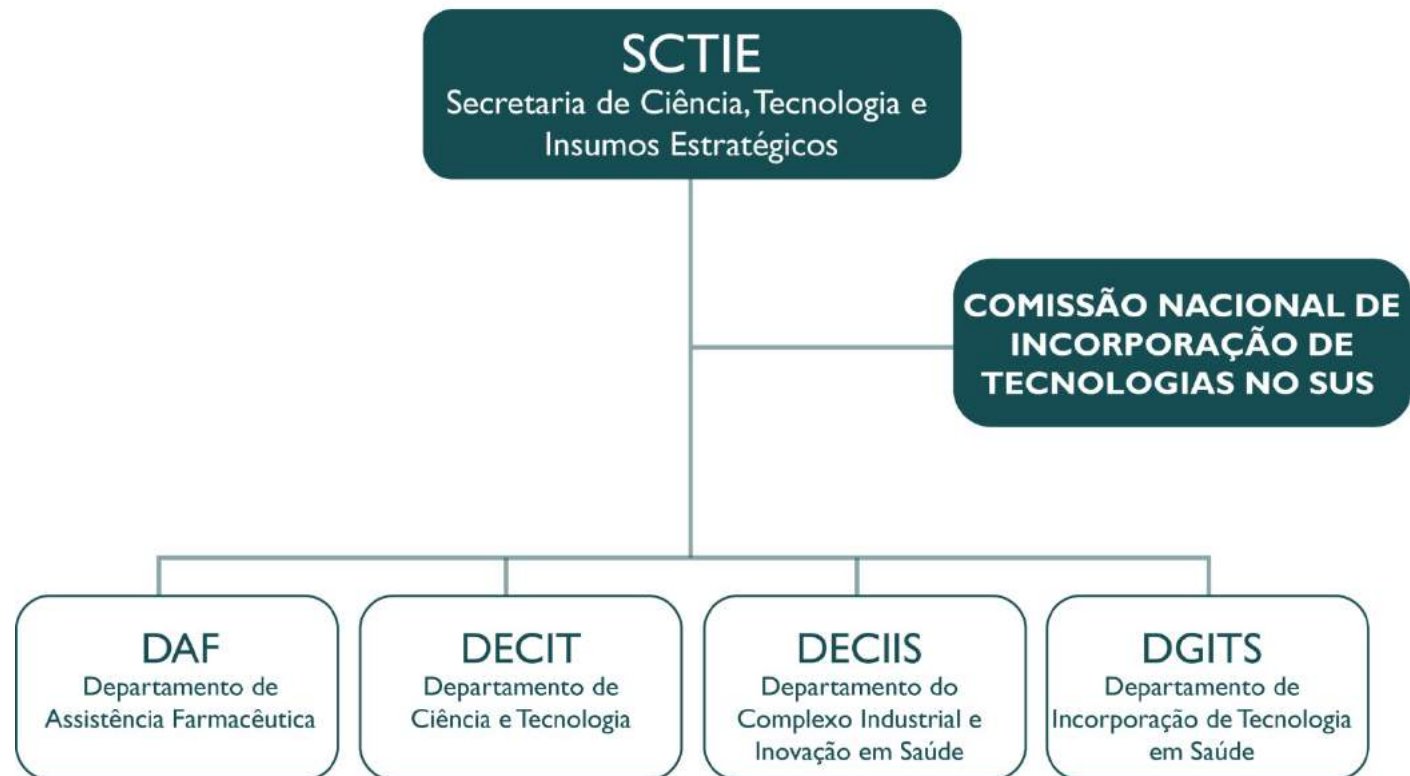 SCTIE
Secretaria de Ciência, Tecnologia e
Insumos Estratégicos
COMISSÃO NACIONAL DE
INCORPORAÇÃO DE
TECNOLOGIAS NO SUS
DAF
Departamento de
Assistência Farmacêutica
DECIT
Departamento de
Ciência e Tecnologia
DECIIS
Departamento do
Complexo Industrial e
Inovação em Saúde
DGITS
Departamento de
Incorporação de Tecnologia
em Saúde